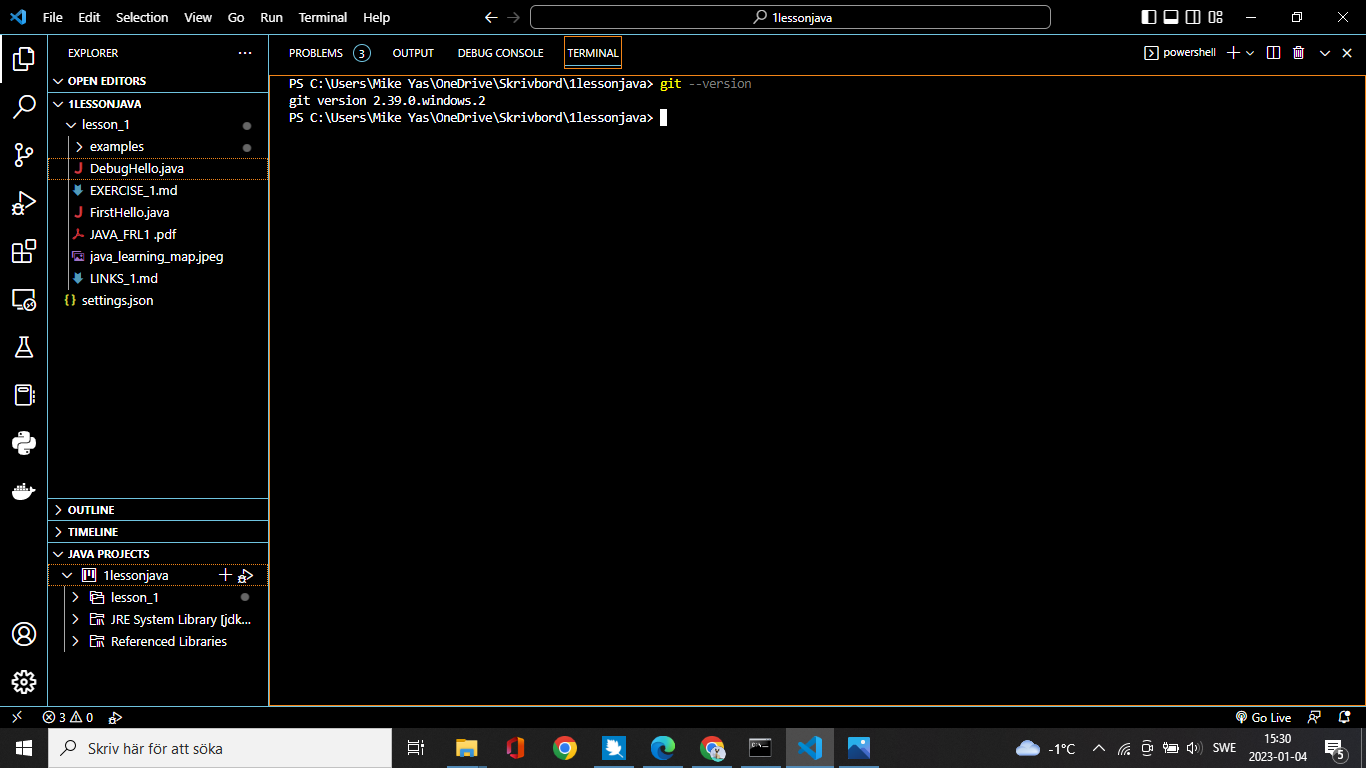 File Edit Selection View Go Run Terminal Help
1lessonjava
EXPLORER
PROBLEMS 3 OUTPUT DEBUG CONSOLE TERMINAL
powershell
OPEN EDITORS
1LESSONJAVA
lesson_1
examples
DebugHello.java
EXERCISE_1.md
FirstHello.java
JAVA_FRL1 .pdf
java_learning_map.jpeg
LINKS_1.md
settings.json
PS C:\Users\Mike Yas\OneDrive\Skrivbord\1lessonjava> git --version
git version 2.39.0.windows.2
PS C:\Users\Mike Yas\OneDrive\Skrivbord\1lessonjava>
OUTLINE
TIMELINE
JAVA PROJECTS
1lessonjava
lesson_1
JRE System Library [jdk...
Referenced Libraries
3 0
Go Live
Skriv här för att söka
-1°C
SWE
15:30
2023-01-04
5